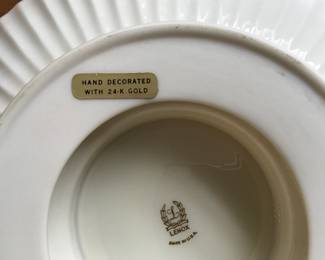 HAND DECORATED
WITH 24-K. GOLD
L
LENOX
MADE IN U.S.A.